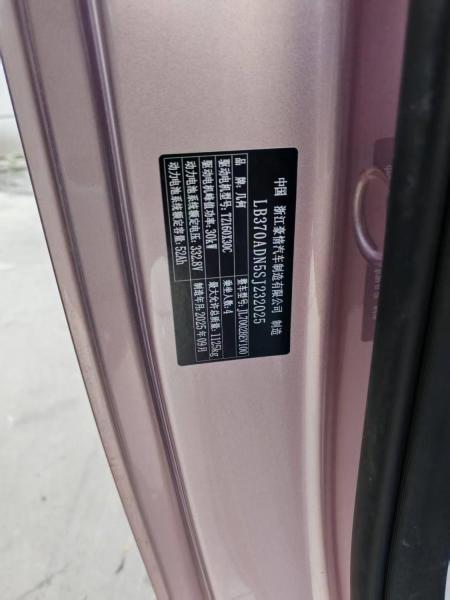 中国 浙江豪情汽车制造有限公司 制造
LB370ADN5SJ232025
品 牌：几何 整车型号：JL7002BEV100
驱动电机型号：TZ160X30C 乘坐人数：4
驱动电机峰值功率：30kW 最大允许总质量：1125kg
动力电池系统额定电压：332.8V 制造年月：2025年09月
动力电池系统额定容量：52Ah